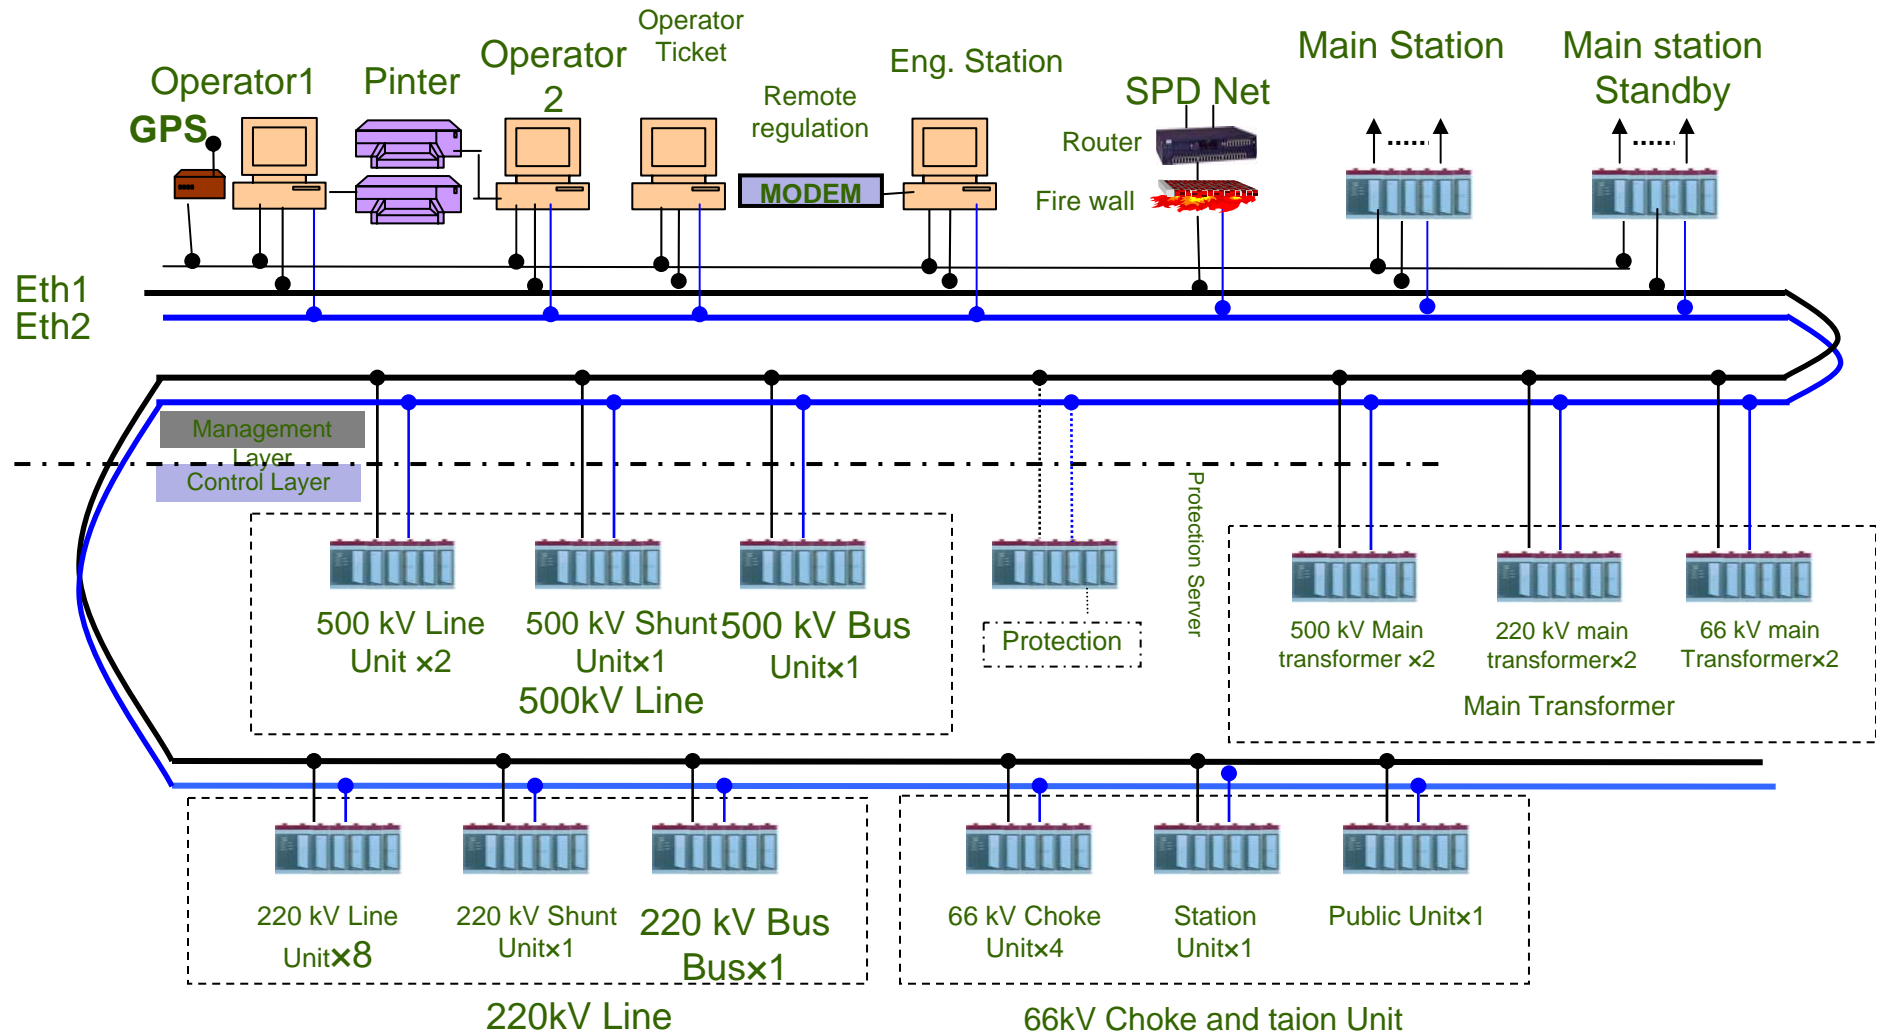 Operator
Ticket
Main Station
Main station
Standby
Operator1
Pinter
Operator
2
Eng. Station
GPS
Remote
regulation
SPD Net
Router
MODEM
Fire wall
Eth1
Eth2
Management
Layer
Control Layer
Protection Server
500 kV Line
Unit ×2
500 kV Shunt
Unit×1
500 kV Bus
Unit×1
500kV Line
Protection
500 kV Main
transformer ×2
220 kV main
transformer×2
66 kV main
Transformer×2
Main Transformer
220 kV Line
Unit×8
220 kV Shunt
Unit×1
220 kV Bus
Bus×1
66 kV Choke
Unit×4
Station
Unit×1
Public Unit×1
220kV Line
66kV Choke and taion Unit